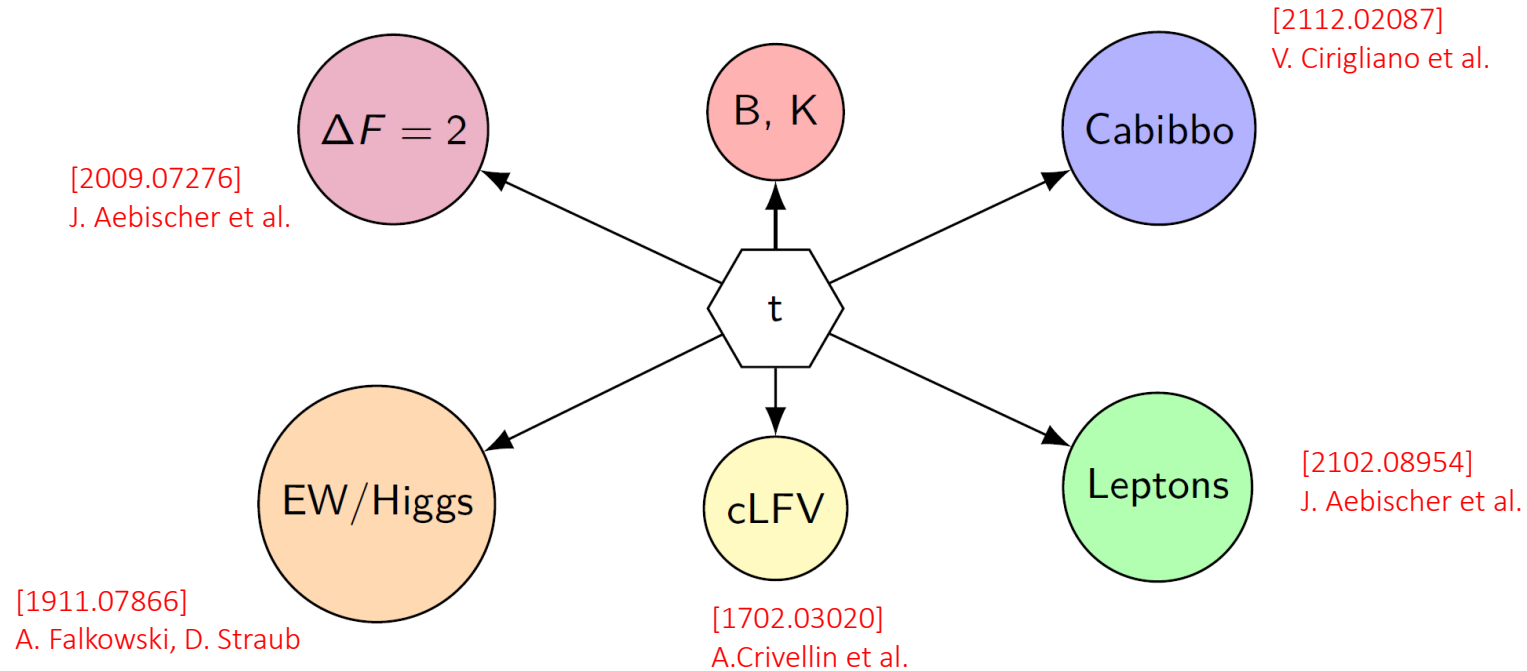 [2112.02087]
V. Cirigliano et al.
ΔF = 2
B, K
Cabibbo
[2009.07276]
J. Aebischer et al.
t
EW/Higgs
cLFV
Leptons
[2102.08954]
J. Aebischer et al.
[1911.07866]
A. Falkowski, D. Straub
[1702.03020]
A.Crivellin et al.